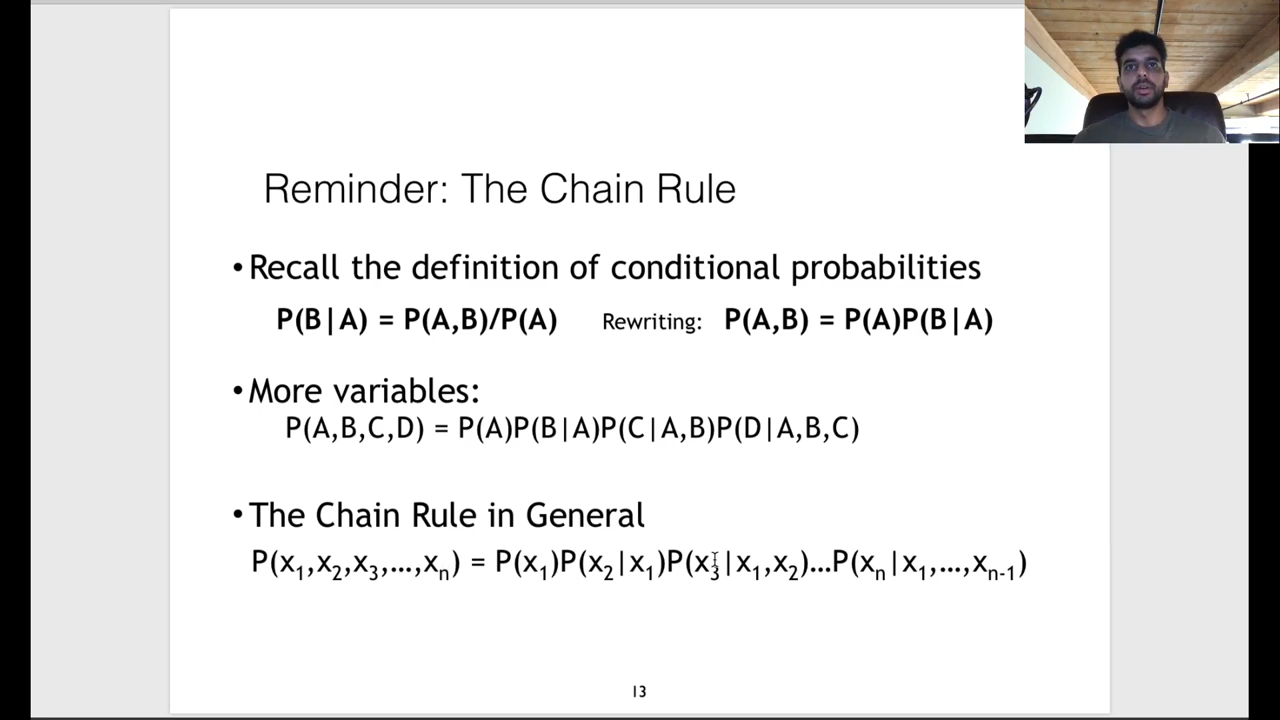 Reminder: The Chain Rule
•Recall the definition of conditional probabilities
P(B|A) = P(A,B)/P(A) Rewriting: P(A,B) = P(A)P(B|A)
•More variables:
P(A,B,C,D) = P(A)P(B|A)P(C|A,B)P(D|A,B,C)
•The Chain Rule in General
P(x₁,x₂,x₃,…,xₙ) = P(x₁)P(x₂|x₁)P(x₃|x₁,x₂)…P(xₙ|x₁,…,xₙ₋₁)
13